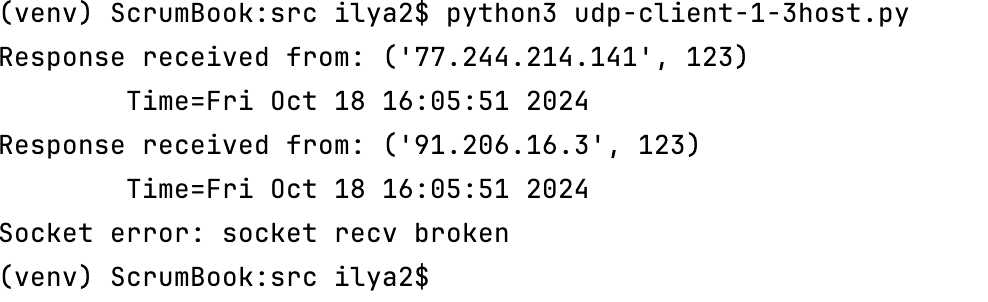 (venv) ScrumBook:src ilya2$ python3 udp-client-1-3host.py
Response received from: ('77.244.214.141', 123)
Time=Fri Oct 18 16:05:51 2024
Response received from: ('91.206.16.3', 123)
Time=Fri Oct 18 16:05:51 2024
Socket error: socket recv broken
(venv) ScrumBook:src ilya2$